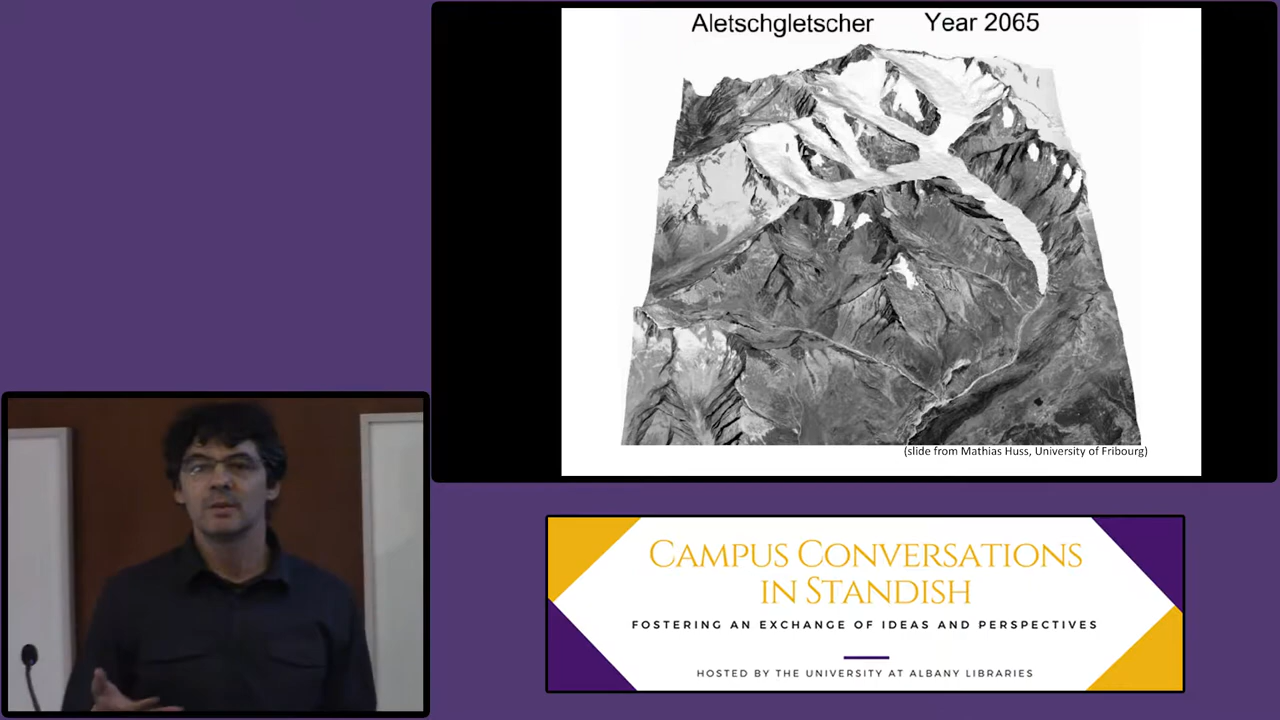 Aletschgletscher Year 2065
(slide from Mathias Huss, University of Fribourg)
CAMPUS CONVERSATIONS
IN STANDISH
FOSTERING AN EXCHANGE OF IDEAS AND PERSPECTIVES
HOSTED BY THE UNIVERSITY AT ALBANY LIBRARIES